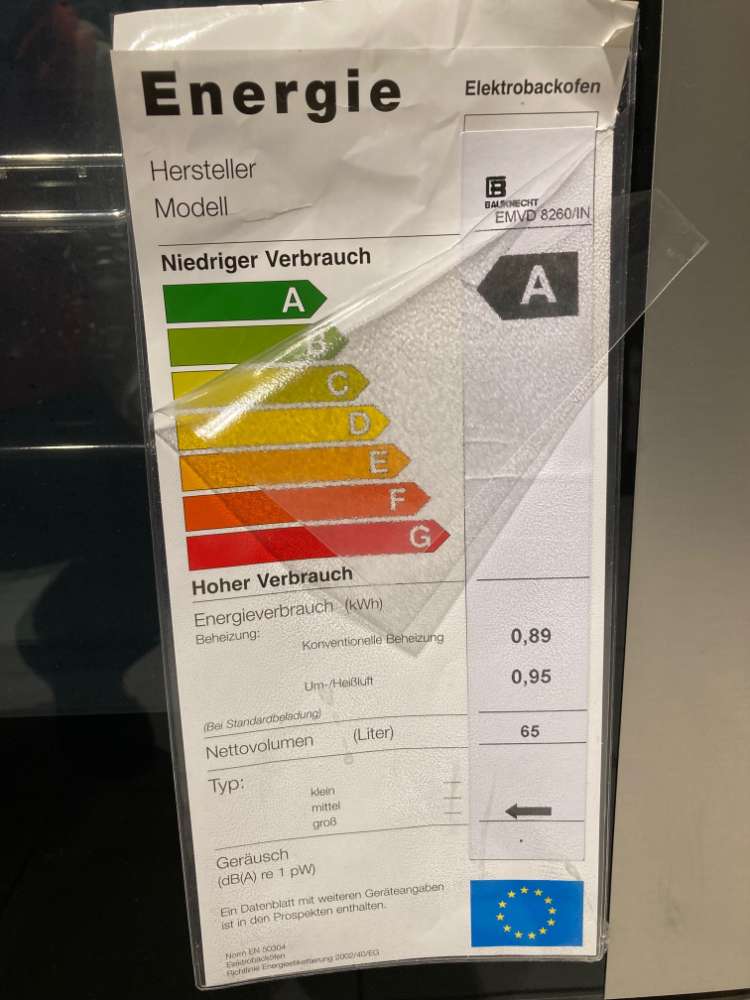 Energie
Elektrobackofen
Hersteller
Modell
BAUKNECHT
EMVD 8260/IN
Niedriger Verbrauch
A
A
B
C
D
E
F
G
Hoher Verbrauch
Energieverbrauch (kWh)
Beheizung:
Konventionelle Beheizung 0,89
Um-/Heißluft 0,95
(Bei Standardbeladung)
Nettovolumen (Liter) 65
Typ:
klein
mittel
groß
Geräusch
(dB(A) re 1 pW)
Ein Datenblatt mit weiteren Geräteangaben
ist in den Prospekten enthalten.
Norm EN 50304
Elektrobacköfen
Richtlinie Energieetikettierung 2002/40/EG